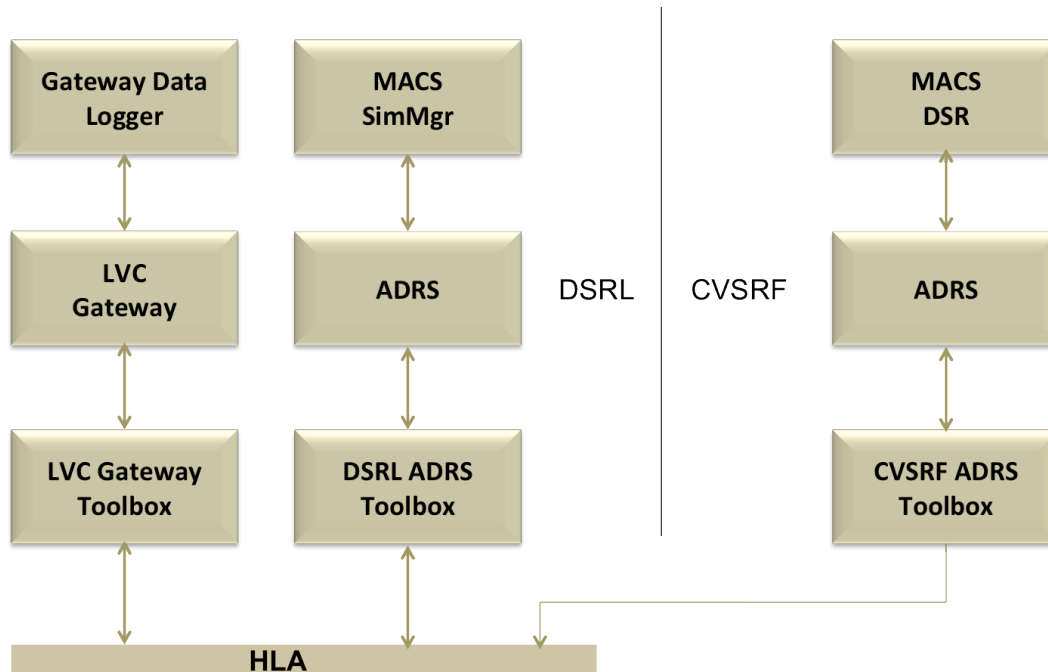 Gateway Data
Logger
MACS
SimMgr
MACS
DSR
LVC
Gateway
ADRS
DSRL
CVSRF
ADRS
LVC Gateway
Toolbox
DSRL ADRS
Toolbox
CVSRF ADRS
Toolbox
HLA